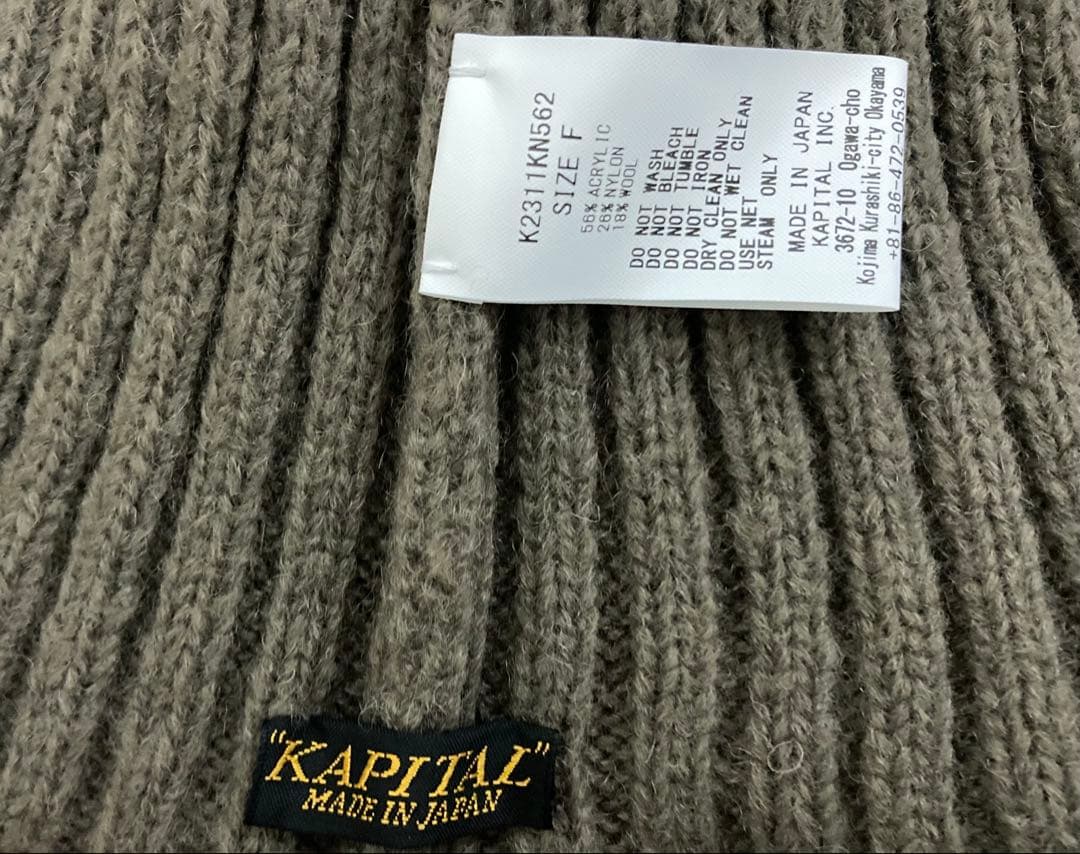 K2311KN562
SIZE F
56% ACRYLIC
26% NYLON
18% WOOL
DO NOT WASH
DO NOT BLEACH
DO NOT TUMBLE
DO NOT IRON
DRY CLEAN ONLY
DO NOT WET CLEAN
USE NET
STEAM ONLY
MADE IN JAPAN
KAPITAL INC.
3672-10 Ogawa-cho
Kojima Kurashiki-city Okayama
+81-86-472-0539
"KAPITAL"
MADE IN JAPAN